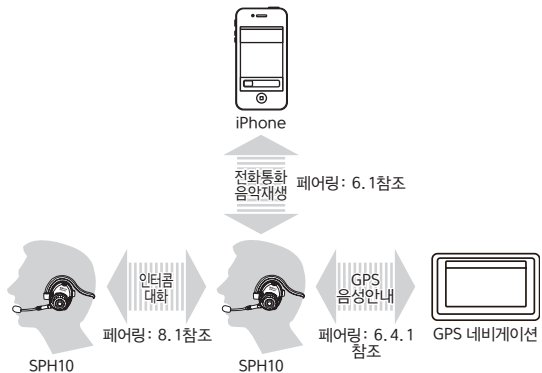 iPhone
전화통화
음악재생
페어링: 6.1참조
인터콤
대화
GPS
음성안내
페어링: 8.1참조
페어링: 6.4.1
참조
GPS 네비게이션
SPH10
SPH10